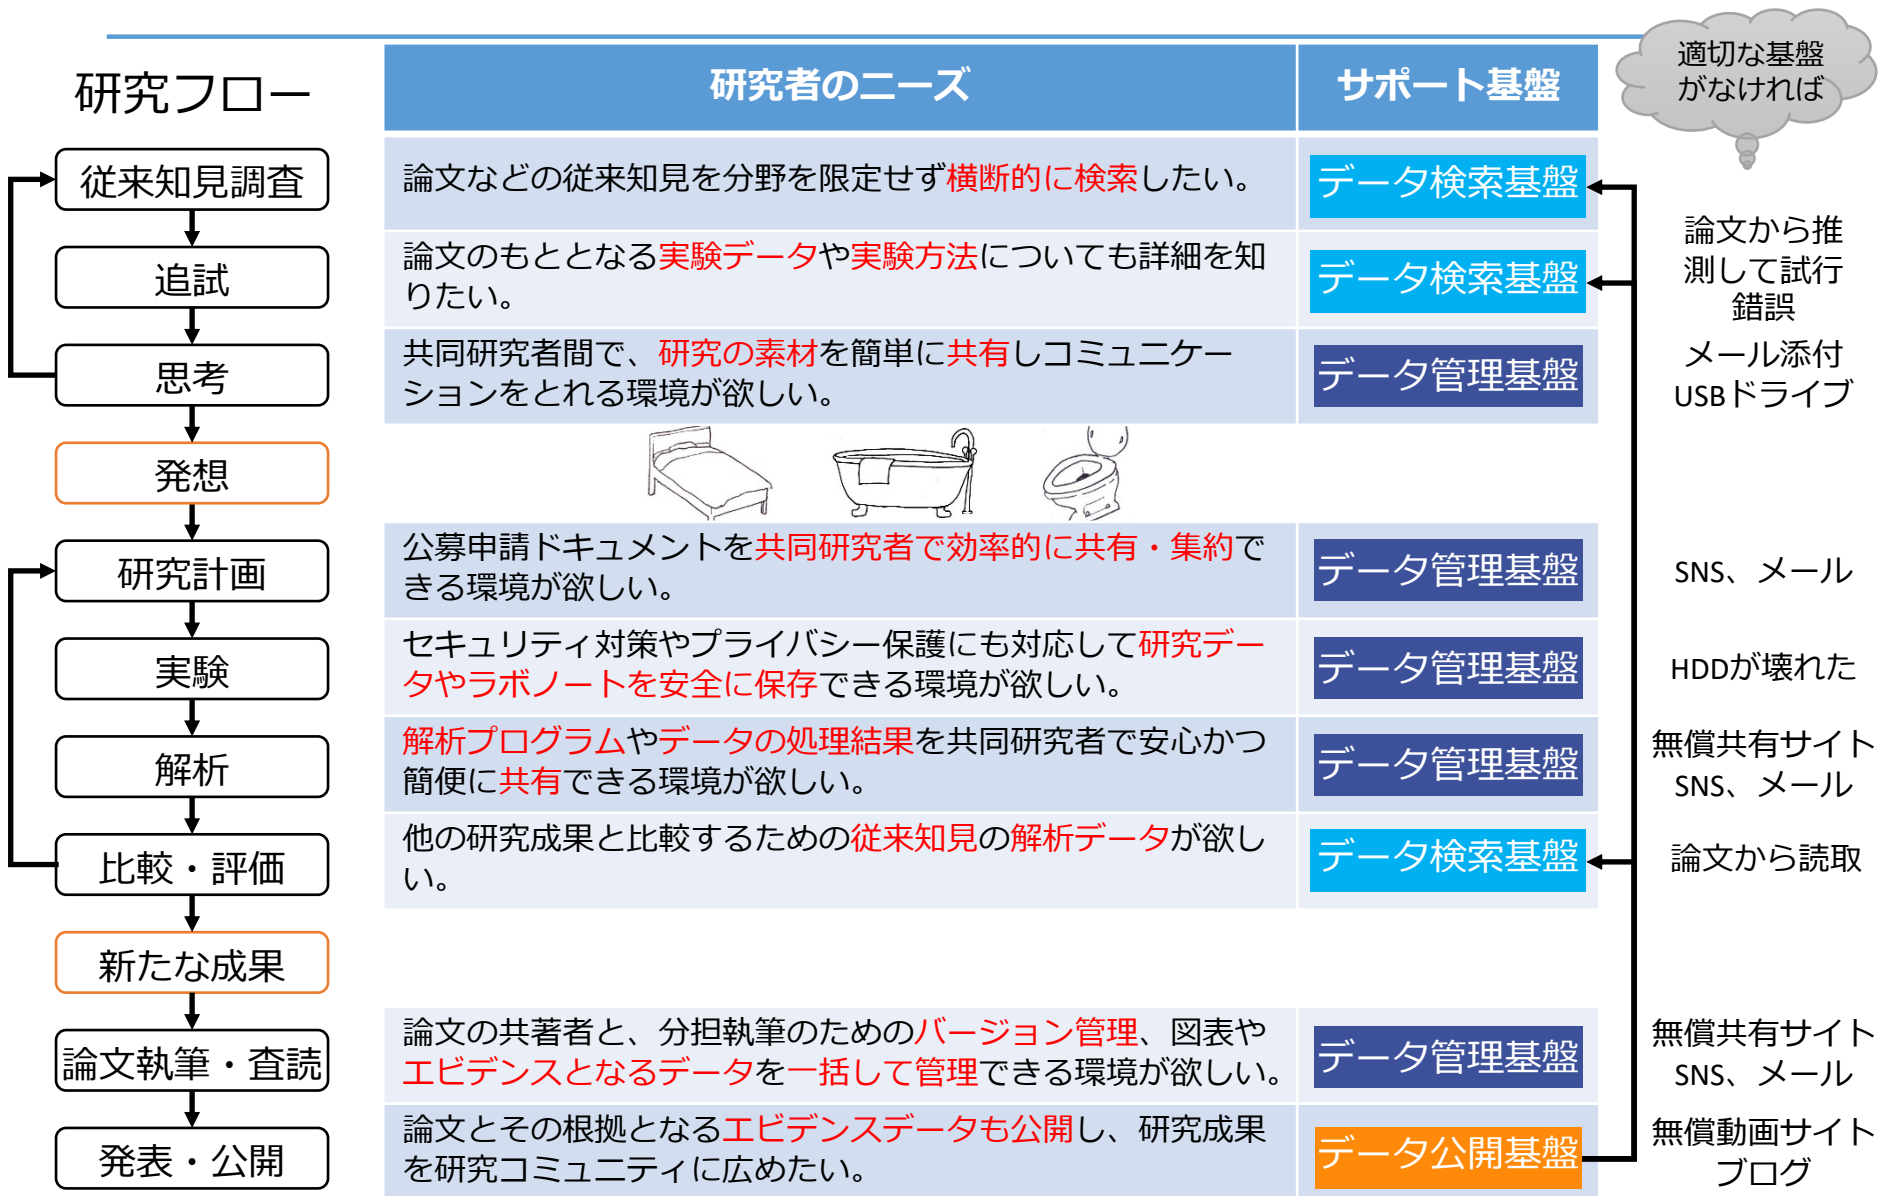 適切な基盤
がなければ
研究フロー
研究者のニーズ
サポート基盤
従来知見調査
論文などの従来知見を分野を限定せず横断的に検索したい。
データ検索基盤
追試
論文のもととなる実験データや実験方法についても詳細を知
りたい。
データ検索基盤
論文から推
測して試行
錯誤
思考
共同研究者間で、研究の素材を簡単に共有しコミュニケー
ションをとれる環境が欲しい。
データ管理基盤
メール添付
USBドライブ
発想
研究計画
公募申請ドキュメントを共同研究者で効率的に共有・集約で
きる環境が欲しい。
データ管理基盤
SNS、メール
実験
セキュリティ対策やプライバシー保護にも対応して研究デー
タやラボノートを安全に保存できる環境が欲しい。
データ管理基盤
HDDが壊れた
解析
解析プログラムやデータの処理結果を共同研究者で安心かつ
簡便に共有できる環境が欲しい。
データ管理基盤
無償共有サイト
SNS、メール
比較・評価
他の研究成果と比較するための従来知見の解析データが欲し
い。
データ検索基盤
論文から読取
新たな成果
論文執筆・査読
論文の共著者と、分担執筆のためのバージョン管理、図表や
エビデンスとなるデータを一括して管理できる環境が欲しい。
データ管理基盤
無償共有サイト
SNS、メール
発表・公開
論文とその根拠となるエビデンスデータも公開し、研究成果
を研究コミュニティに広めたい。
データ公開基盤
無償動画サイト
ブログ